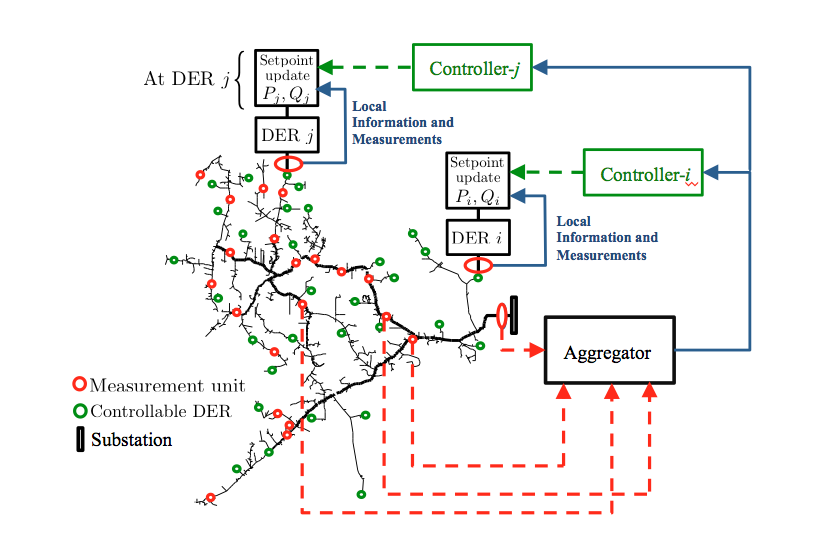 At DER j
Setpoint
update
P_j, Q_j
Controller-j
Local
Information and
Measurements
DER j
Setpoint
update
P_i, Q_i
Controller-i
DER i
Local
Information and
Measurements
Aggregator
Measurement unit
Controllable DER
Substation